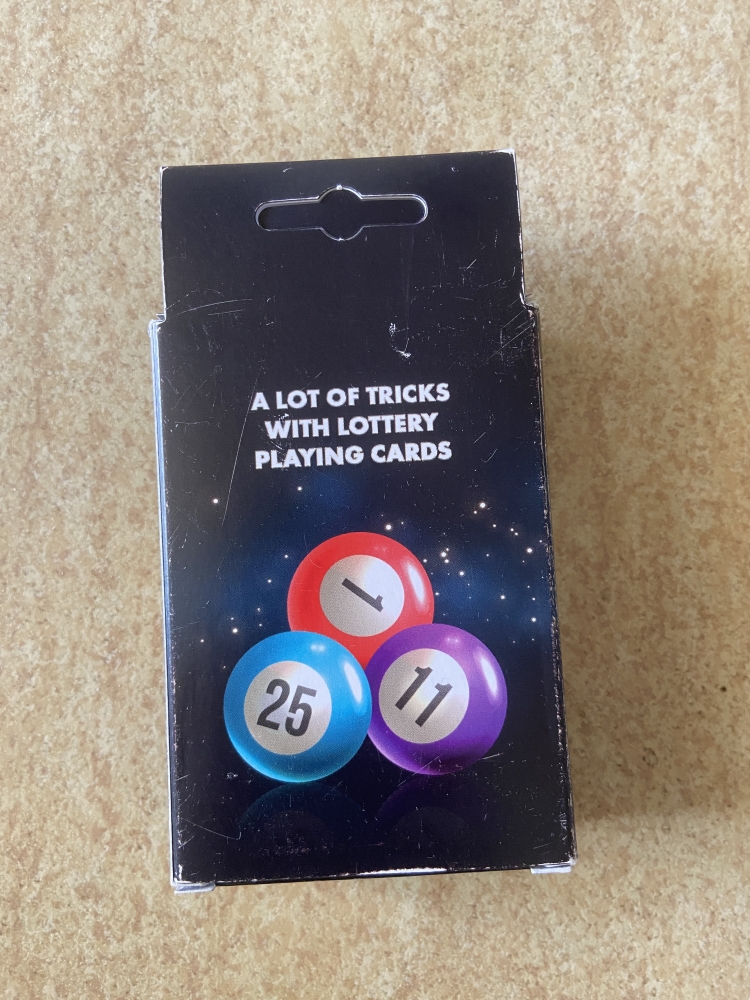 A LOT OF TRICKS
WITH LOTTERY
PLAYING CARDS
1
25
11